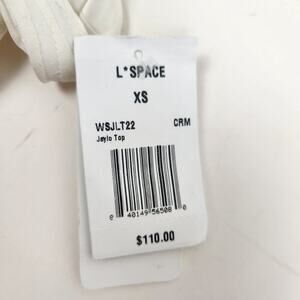 L*SPACE
XS
WSJLT22 CRM
Jaylo Top
8 40149 56508 0
$110.00